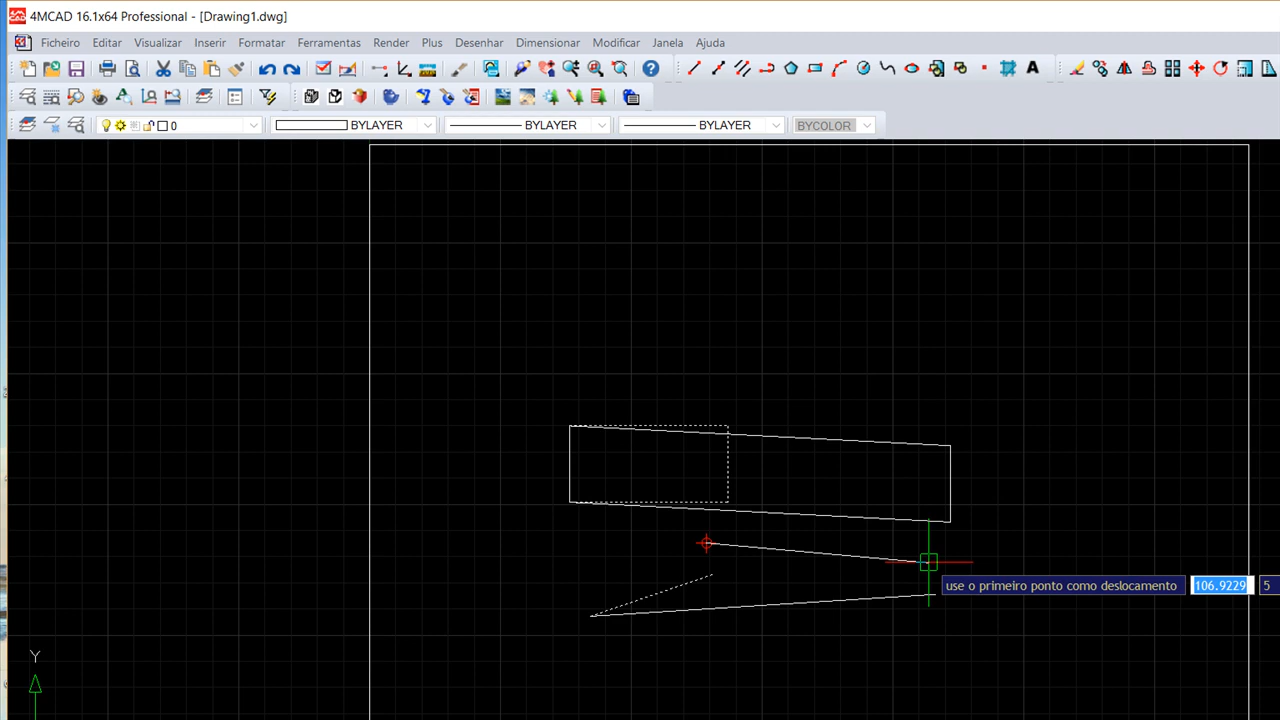 4MCAD 16.1x64 Professional - [Drawing1.dwg]
Ficheiro Editar Visualizar Inserir Formatar Ferramentas Render Plus Desenhar Dimensionar Modificar Janela Ajuda
A
0 BYLAYER BYLAYER BYLAYER BYCOLOR
use o primeiro ponto como deslocamento 106.9229 5
Y